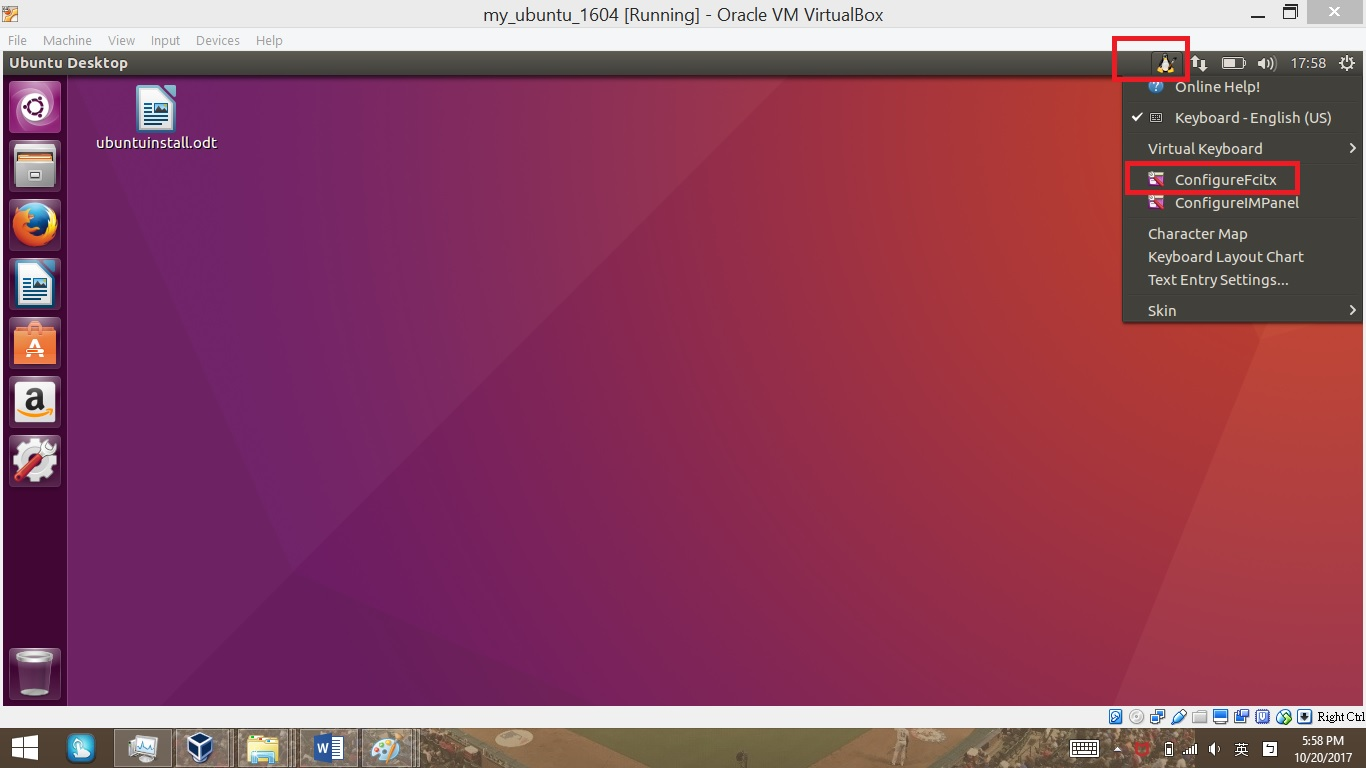 my_ubuntu_1604 [Running] - Oracle VM VirtualBox
File Machine View Input Devices Help
Ubuntu Desktop 17:58
Online Help!
ubuntuinstall.odt
Keyboard - English (US)
Virtual Keyboard
ConfigureFcitx
ConfigureIMPanel
Character Map
Keyboard Layout Chart
Text Entry Settings...
Skin
Right Ctrl
英
5:58 PM
10/20/2017